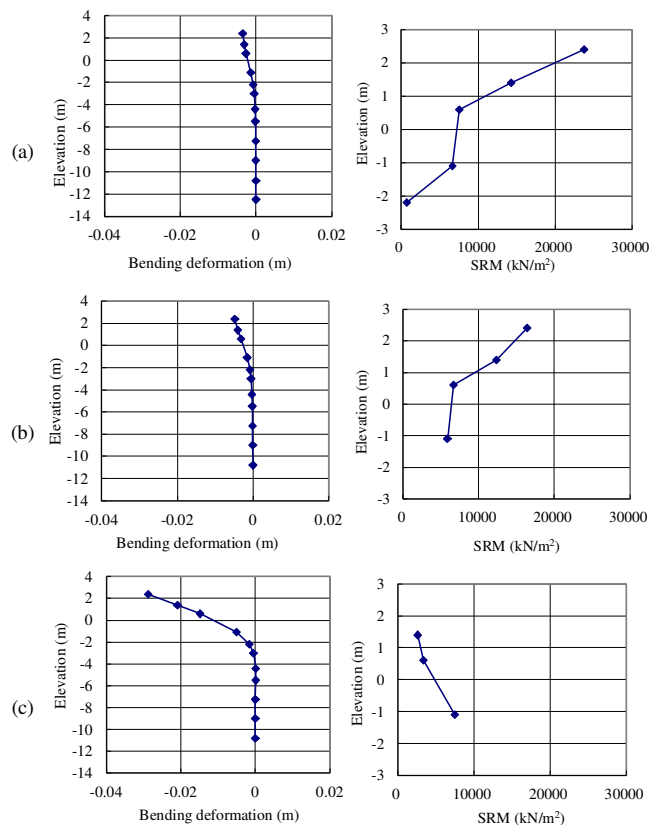 (a)
Elevation (m)
4
2
0
-2
-4
-6
-8
-10
-12
-14
-0.04 -0.02 0 0.02
Bending deformation (m)
Elevation (m)
3
2
1
0
-1
-2
-3
0 10000 20000 30000
SRM (kN/m²)
(b)
Elevation (m)
4
2
0
-2
-4
-6
-8
-10
-12
-14
-0.04 -0.02 0 0.02
Bending deformation (m)
Elevation (m)
3
2
1
0
-1
-2
-3
0 10000 20000 30000
SRM (kN/m²)
(c)
Elevation (m)
4
2
0
-2
-4
-6
-8
-10
-12
-14
-0.04 -0.02 0 0.02
Bending deformation (m)
Elevation (m)
3
2
1
0
-1
-2
-3
0 10000 20000 30000
SRM (kN/m²)